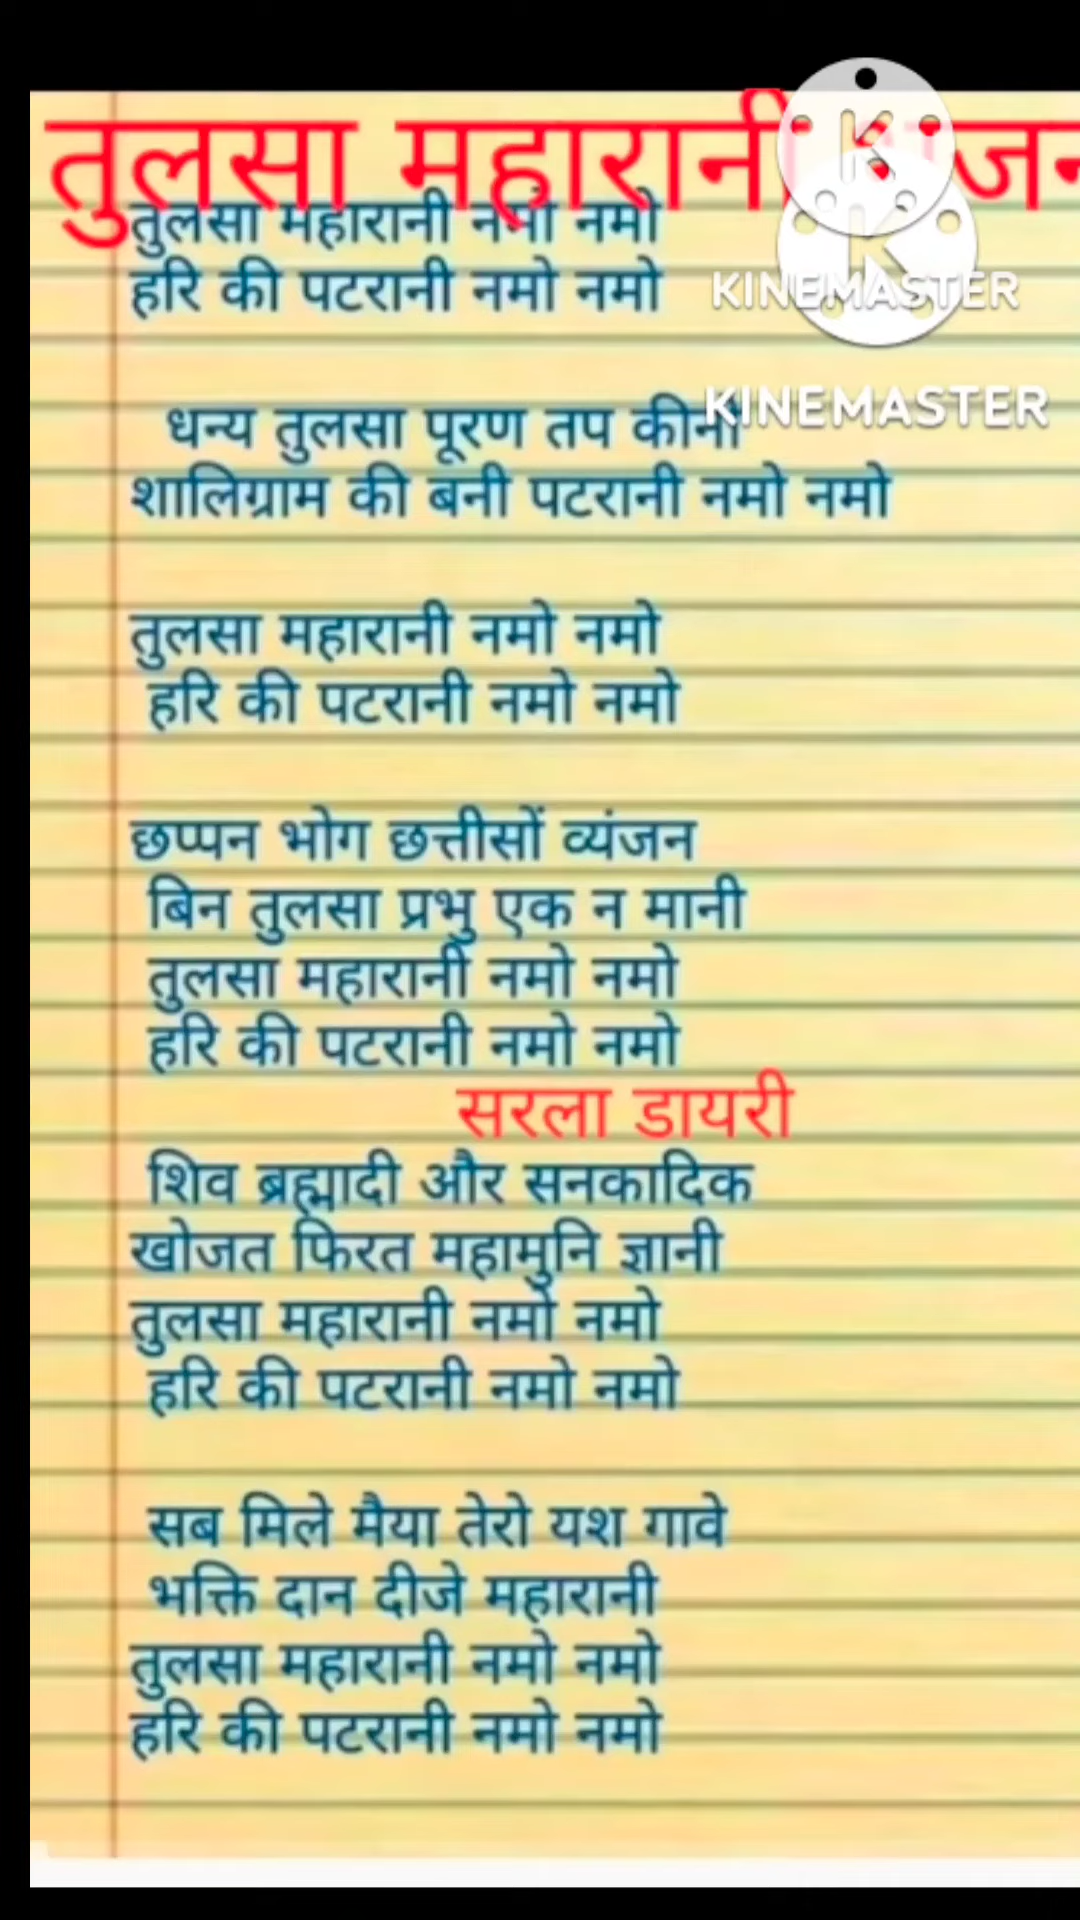 तुलसा महारानी
तुलसा महारानी नमो नमो
हरि की पटरानी नमो नमो
KINEMASTER
KINEMASTER
धन्य तुलसा पूरण तप
शालिग्राम की बनी पटरानी नमो नमो
तुलसा महारानी नमो नमो
हरि की पटरानी नमो नमो
छप्पन भोग छत्तीसों व्यंजन
बिन तुलसा प्रभु एक न मानी
तुलसा महारानी नमो नमो
हरि की पटरानी नमो नमो
सरला डायरी
शिव ब्रह्मादी और सनकादिक
खोजत फिरत महामुनि ज्ञानी
तुलसा महारानी नमो नमो
हरि की पटरानी नमो नमो
सब मिले मैया तेरो यश गावे
भक्ति दान दीजे महारानी
तुलसा महारानी नमो नमो
हरि की पटरानी नमो नमो